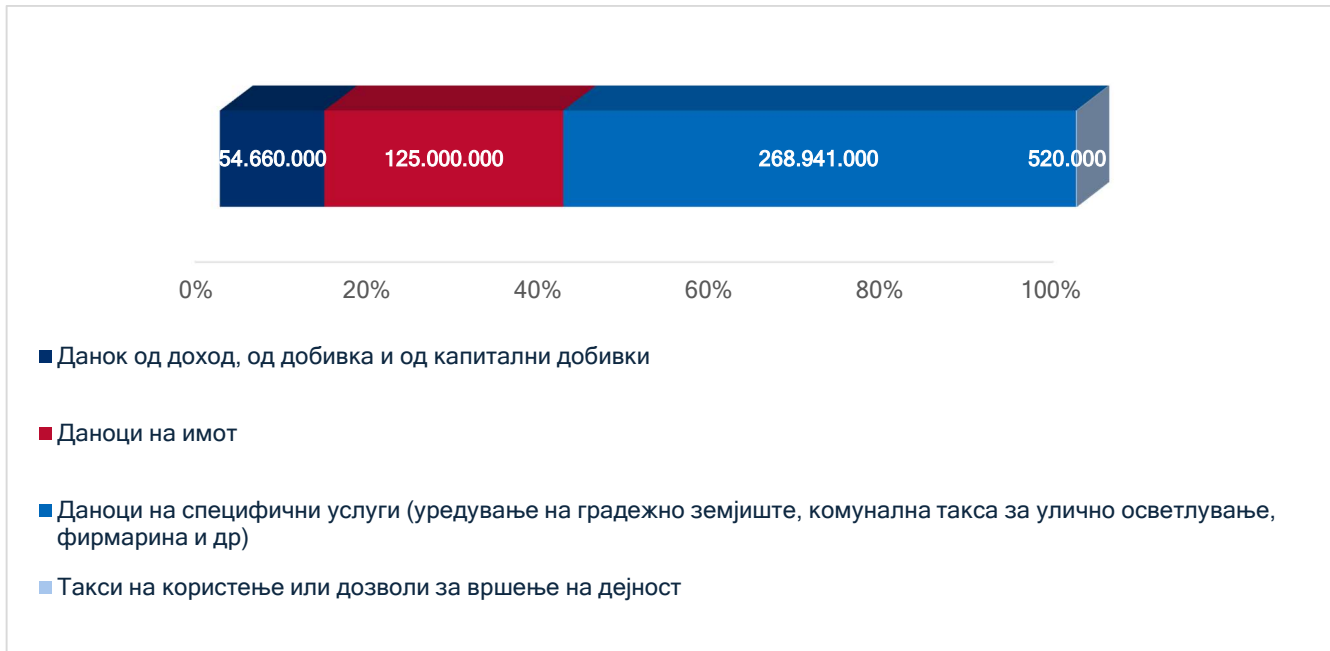 54.660.000 125.000.000 268.941.000 520.000
0% 20% 40% 60% 80% 100%
Данок од доход, од добивка и од капитални добивки
Даноци на имот
Даноци на специфични услуги (уредување на градежно земјиште, комунална такса за улично осветлување,
фирмарина и др)
Такси на користење или дозволи за вршење на дејност